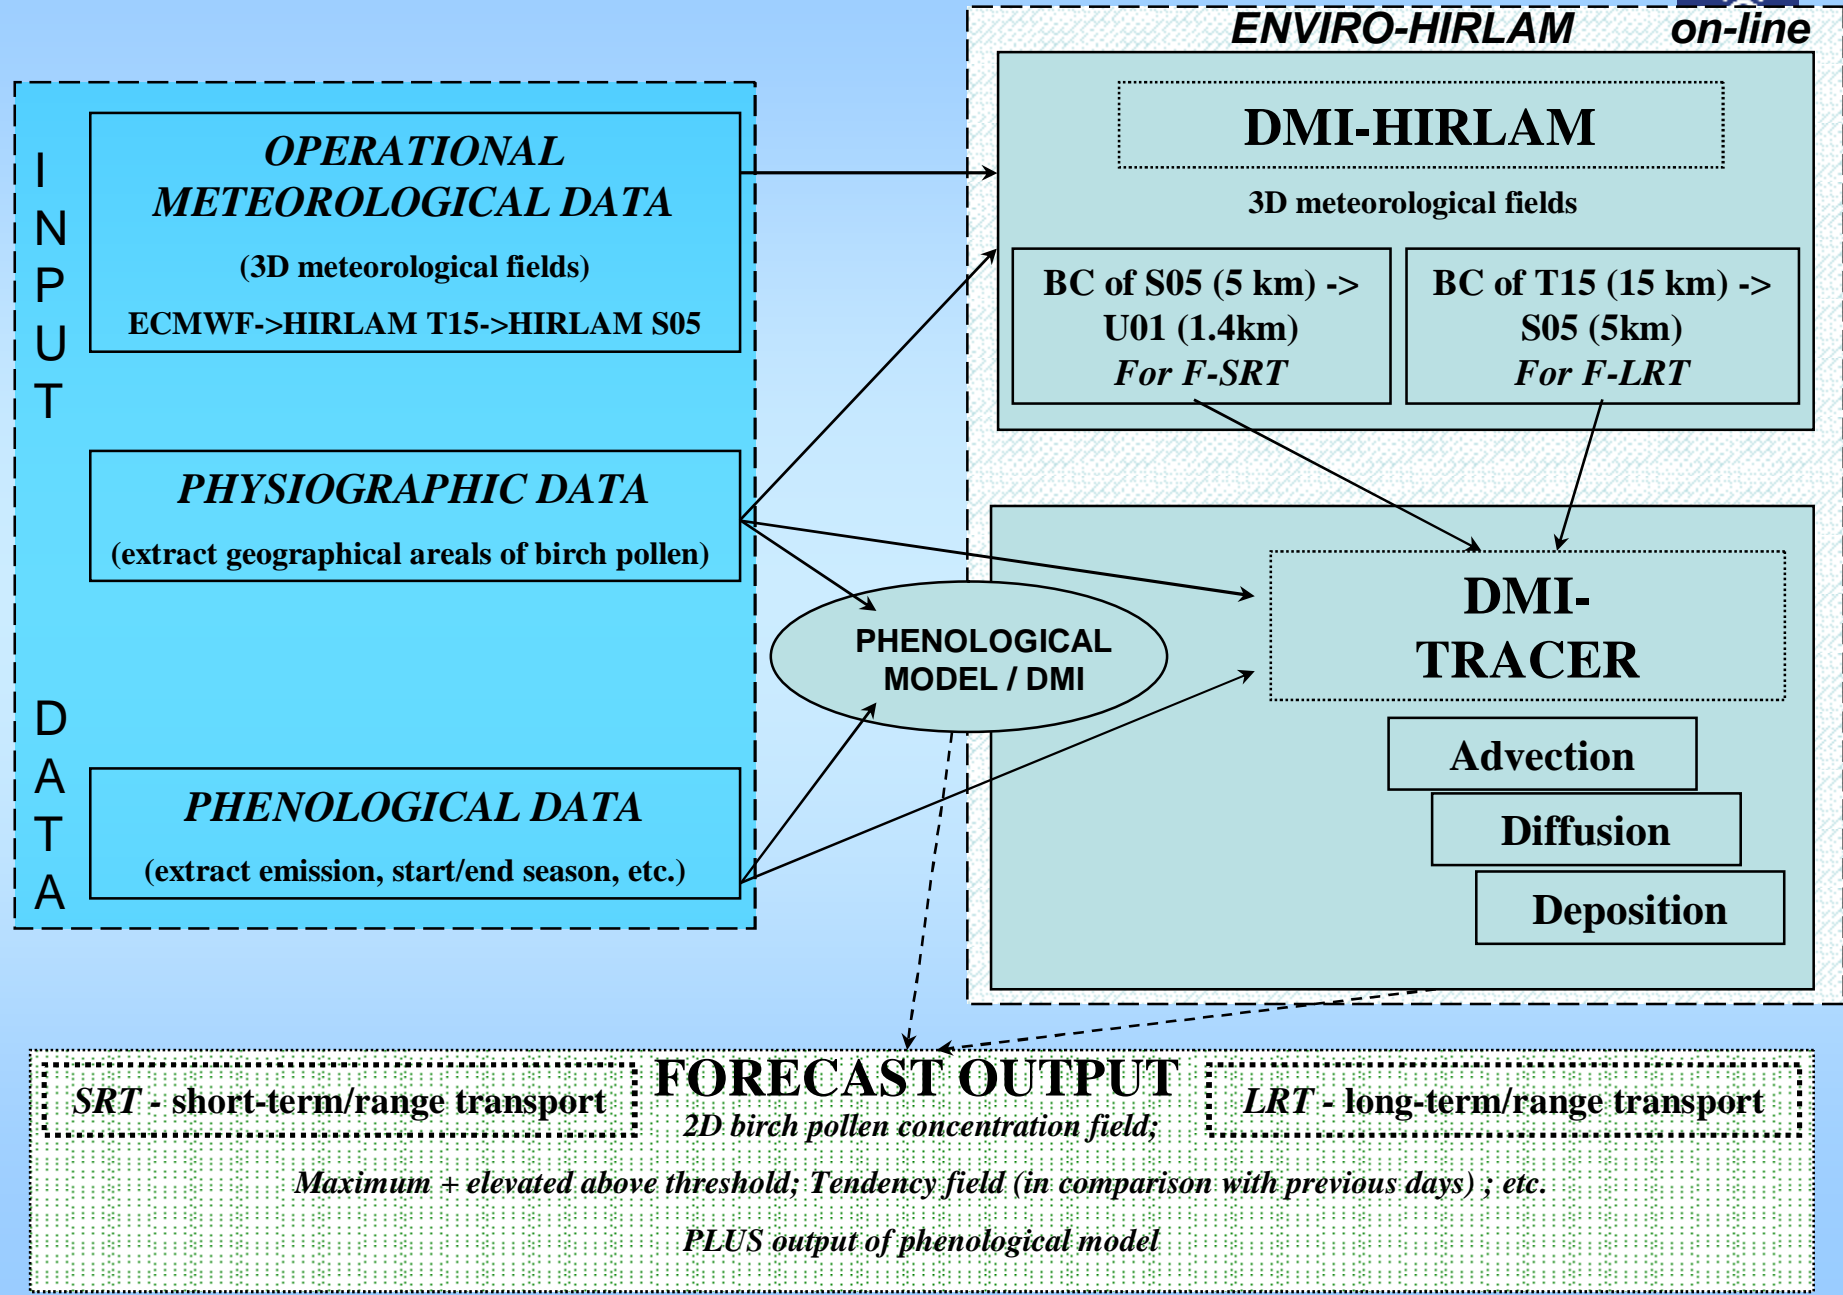 ENVIRO-HIRLAM on-line
INPUT
DATA
OPERATIONAL
METEOROLOGICAL DATA
(3D meteorological fields)
ECMWF->HIRLAM T15->HIRLAM S05
PHYSIOGRAPHIC DATA
(extract geographical areals of birch pollen)
PHENOLOGICAL DATA
(extract emission, start/end season, etc.)
PHENOLOGICAL
MODEL / DMI
DMI-HIRLAM
3D meteorological fields
BC of S05 (5 km) ->
U01 (1.4km)
For F-SRT
BC of T15 (15 km) ->
S05 (5km)
For F-LRT
DMI-
TRACER
Advection
Diffusion
Deposition
SRT - short-term/range transport
FORECAST OUTPUT
LRT - long-term/range transport
2D birch pollen concentration field;
Maximum + elevated above threshold; Tendency field (in comparison with previous days) ; etc.
PLUS output of phenological model